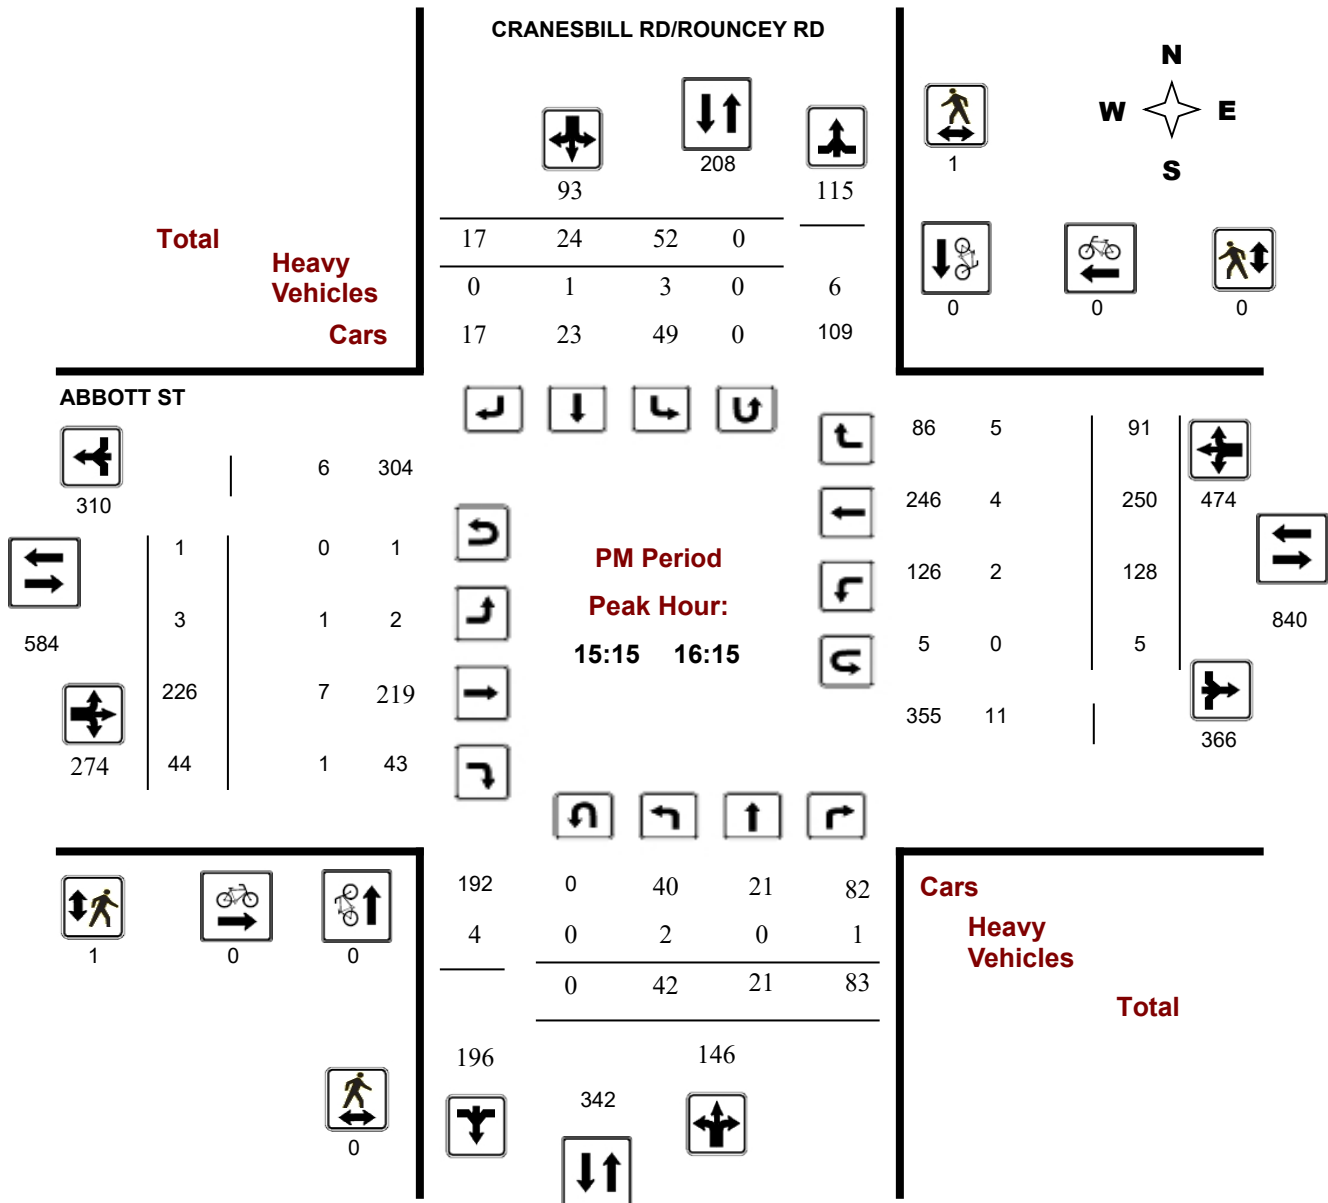 CRANESBILL RD/ROUNCEY RD
N
W E
S
208
1
93
115
Total
17 24 52 0
Heavy
Vehicles
0 1 3 0 6
0 0 0
Cars
17 23 49 0 109
ABBOTT ST
86 5 91
6 304
310
246 4 250 474
1 0 1
PM Period
126 2 128
3 1 2
Peak Hour:
840
584
15:15 16:15
5 0 5
226 7 219
355 11
366
274 44 1 43
192 0 40 21 82
Cars
4 0 2 0 1
Heavy
Vehicles
1 0 0
0 42 21 83
Total
196 146
342
0